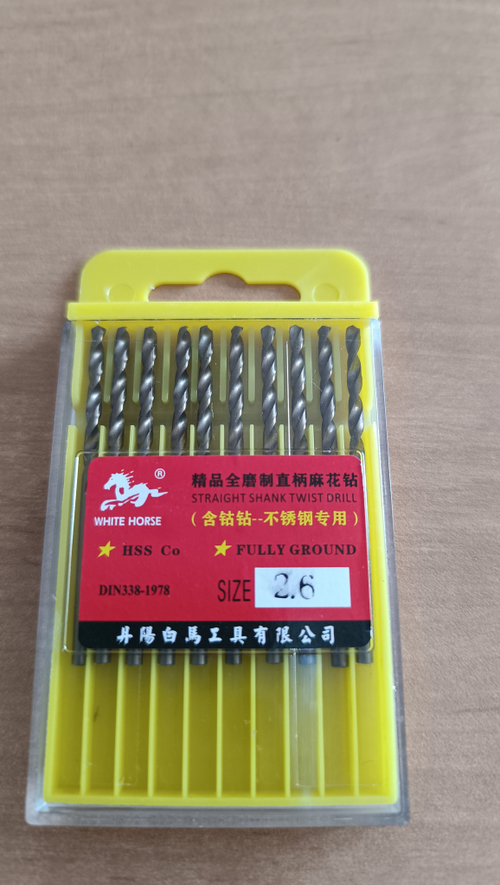 ®
WHITE HORSE
精品全磨制直柄麻花钻
STRAIGHT SHANK TWIST DRILL
(含钴钻--不锈钢专用)
HSS Co
FULLY GROUND
DIN338-1978
SIZE 2.6
丹陽白馬工具有限公司